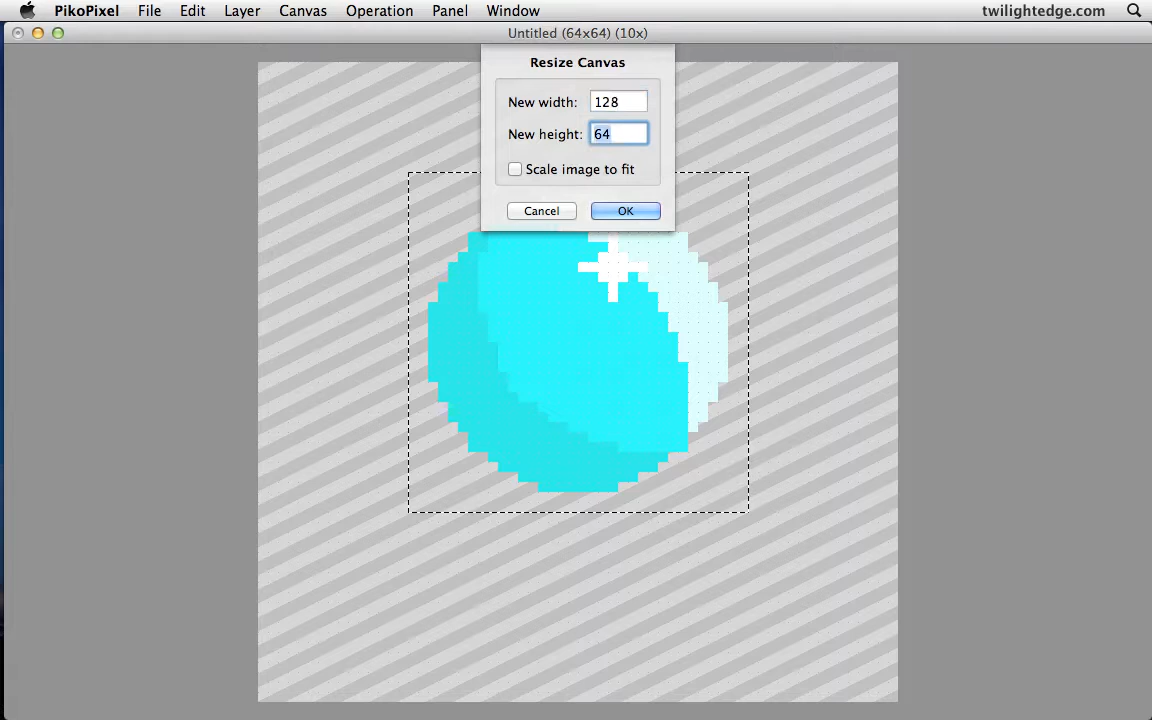 PikoPixel File Edit Layer Canvas Operation Panel Window twilightedge.com
Untitled (64x64) (10x)
Resize Canvas
New width: 128
New height: 64
Scale image to fit
Cancel OK